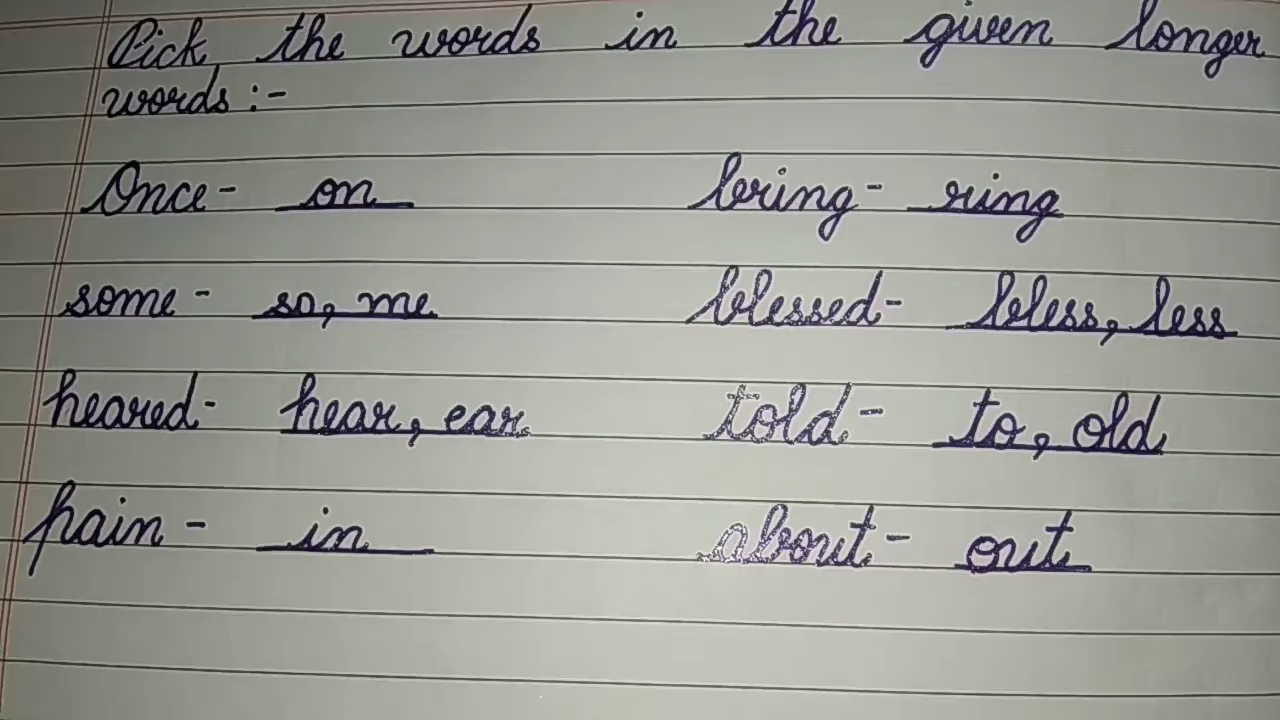 Pick the words in the given longer
words :-
Once - on bring - ring
some - so, me blessed - bless, less
heared - hear, ear
told - to, old
pain - in about - out